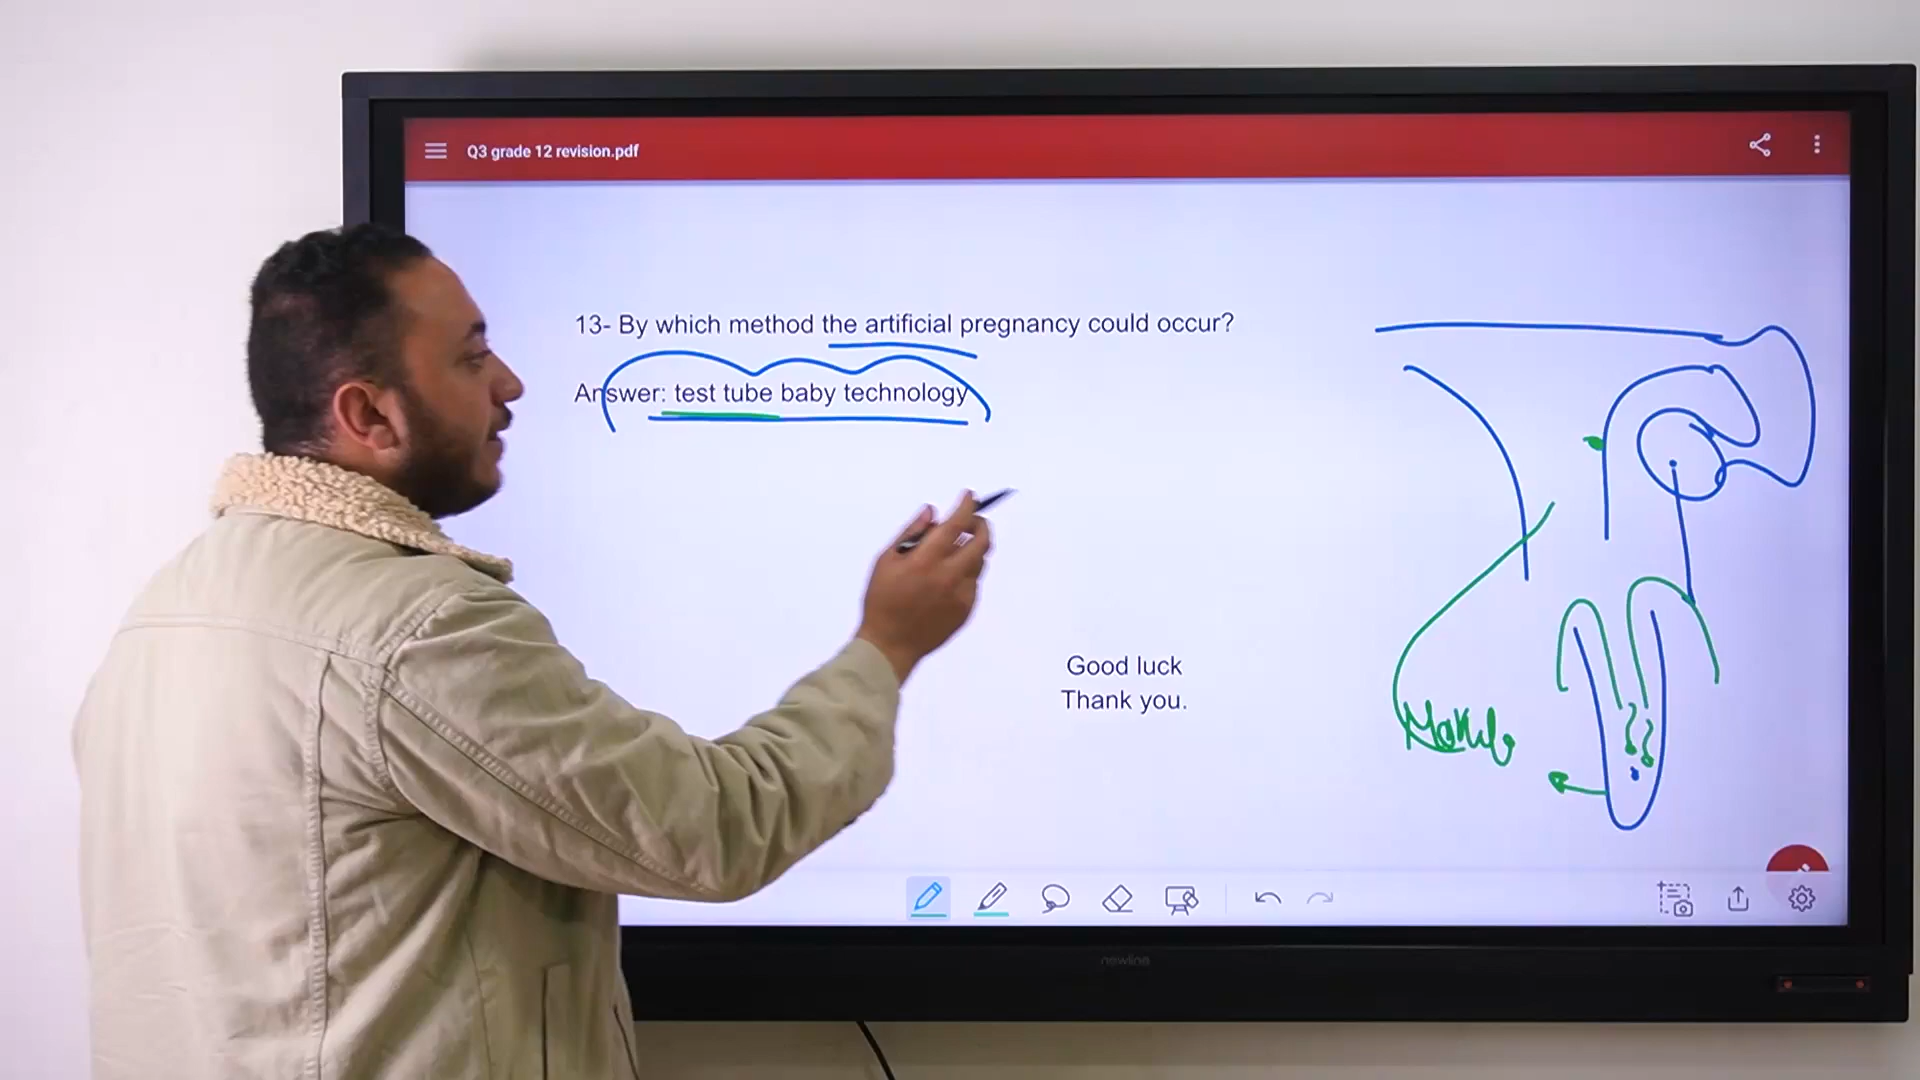 Q3 grade 12 revision.pdf
13- By which method the artificial pregnancy could occur?
Answer: test tube baby technology
Good luck
Thank you.
newline